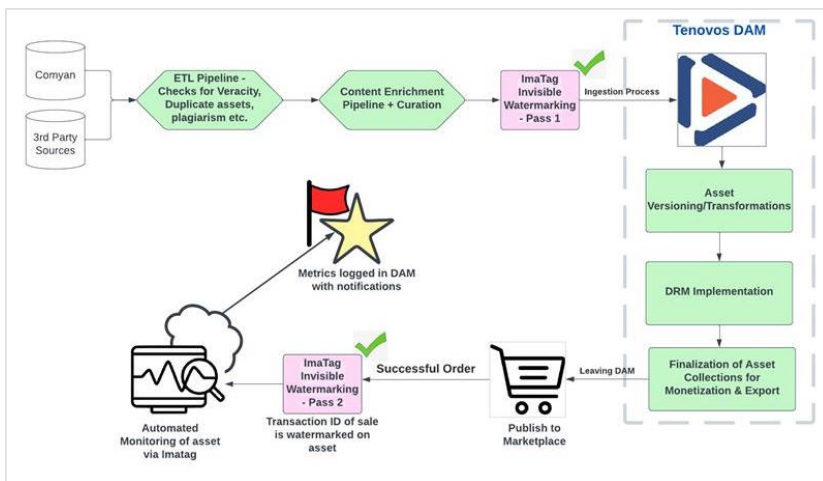 Tenovos DAM
Comyan
3rd Party
Sources
ETL Pipeline -
Checks for Veracity,
Duplicate assets,
plagiarism etc.
Content Enrichment
Pipeline + Curation
ImaTag
Invisible
Watermarking
- Pass 1
Ingestion Process
Asset
Versioning/Transformations
DRM Implementation
Finalization of Asset
Collections for
Monetization & Export
Leaving DAM
Publish to
Marketplace
Successful Order
ImaTag
Invisible
Watermarking
- Pass 2
Transaction ID of sale
is watermarked on
asset
Automated
Monitoring of asset
via Imatag
Metrics logged in DAM
with notifications